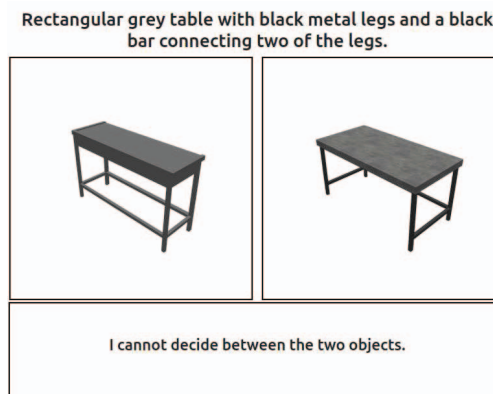 Rectangular grey table with black metal legs and a black
bar connecting two of the legs.
I cannot decide between the two objects.